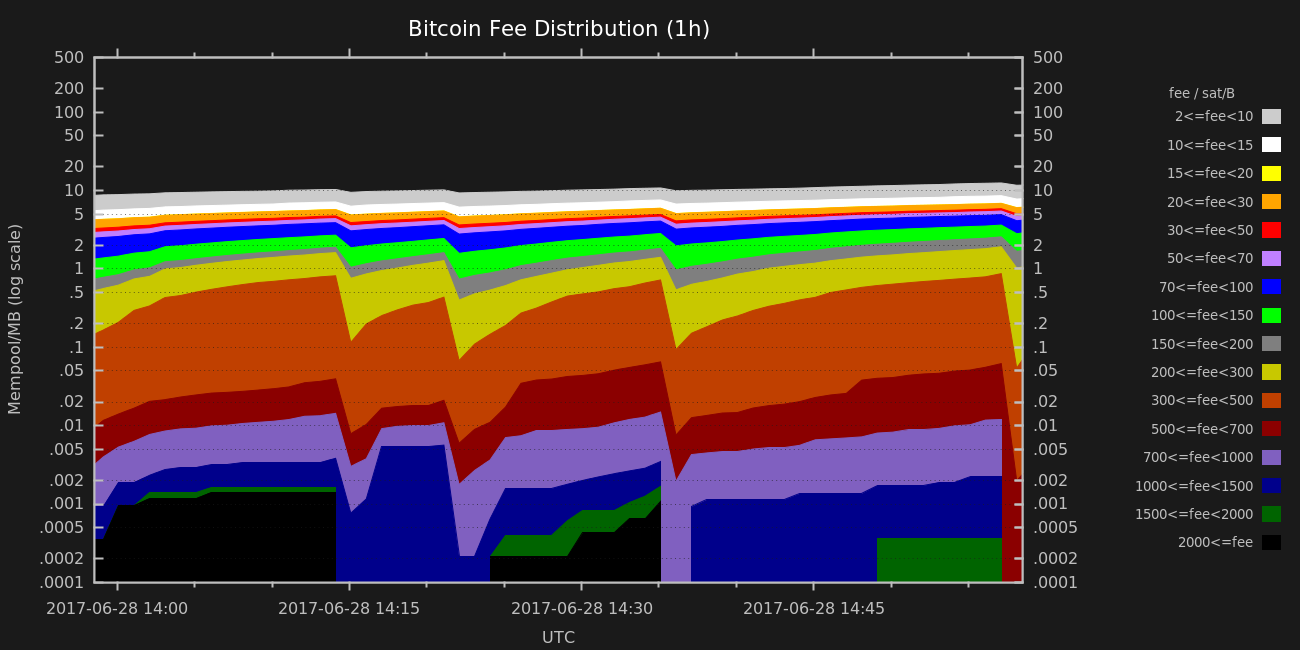 Bitcoin Fee Distribution (1h)
Mempool/MB (log scale)
500
200
100
50
20
10
5
2
1
.5
.2
.1
.05
.02
.01
.005
.002
.001
.0005
.0002
.0001
500
200
100
50
20
10
5
2
1
.5
.2
.1
.05
.02
.01
.005
.002
.001
.0005
.0002
.0001
2017-06-28 14:00 2017-06-28 14:15 2017-06-28 14:30 2017-06-28 14:45
UTC
fee / sat/B
2<=fee<10
10<=fee<15
15<=fee<20
20<=fee<30
30<=fee<50
50<=fee<70
70<=fee<100
100<=fee<150
150<=fee<200
200<=fee<300
300<=fee<500
500<=fee<700
700<=fee<1000
1000<=fee<1500
1500<=fee<2000
2000<=fee